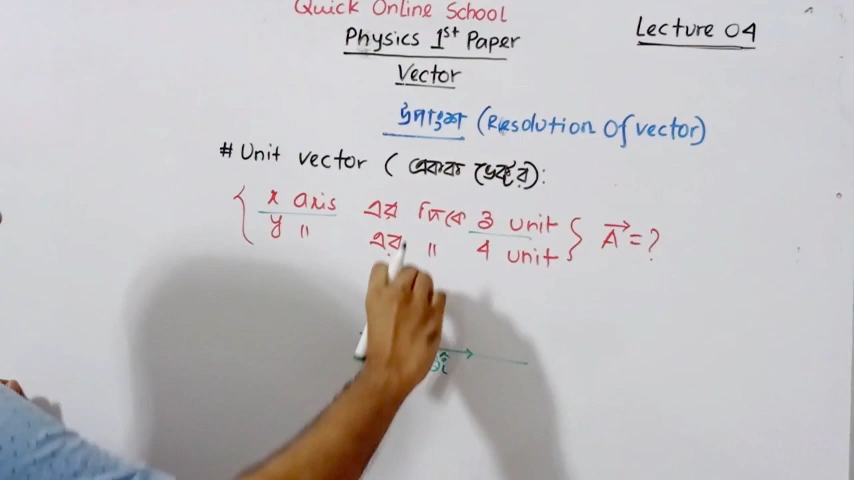 Quick Online School
Lecture 04
Physics 1st Paper
Vector
উপাংশ (Resolution Of vector)
# Unit vector (একক ভেক্টর):
{ x axis এর দিকে 3 unit } A⃗ = ?
y " এর " 4 unit
î